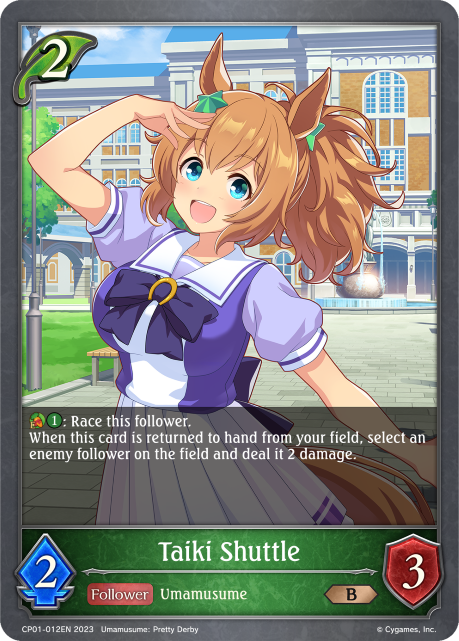 2
1: Race this follower.
When this card is returned to hand from your field, select an
enemy follower on the field and deal it 2 damage.
Taiki Shuttle
2
Follower Umamusume
B
3
CP01-012EN 2023 Umamusume: Pretty Derby
© Cygames, Inc.